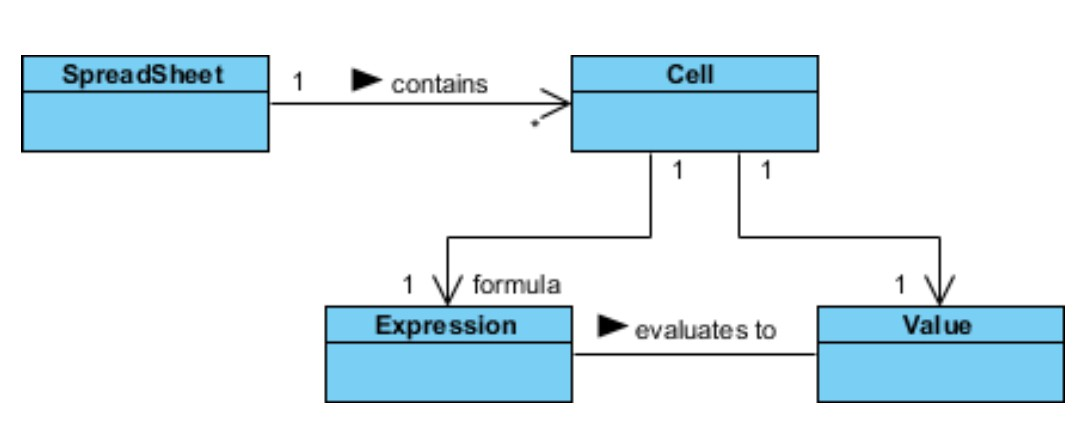 SpreadSheet
1
contains
*
Cell
1
1
1
formula
1
Expression
evaluates to
Value